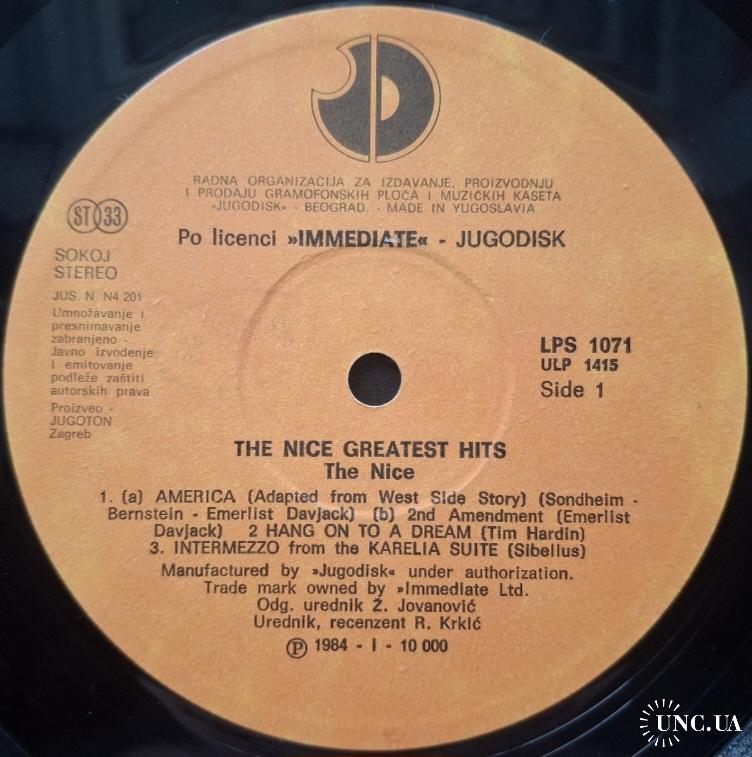 JD
RADNA ORGANIZACIJA ZA IZDAVANJE, PROIZVODNJU
I PRODAJU GRAMOFONSKIH PLOČA I MUZIČKIH KASETA
»JUGODISK« - BEOGRAD. - MADE IN YUGOSLAVIA
Po licenci »IMMEDIATE« - JUGODISK
ST 33
SOKOJ
STEREO
JUS. N N4 201
Umnožavanje i
presnimavanje
zabranjeno -
Javno izvođenje
i emitovanje
podleže zaštiti
autorskih prava
Proizveo -
JUGOTON
Zagreb
LPS 1071
ULP 1415
Side 1
THE NICE GREATEST HITS
The Nice
1. (a) AMERICA (Adapted from West Side Story) (Sondheim -
Bernstein - Emerlist Davjack) (b) 2nd Amendment (Emerlist
Davjack) 2 HANG ON TO A DREAM (Tim Hardin)
3. INTERMEZZO from the KARELIA SUITE (Sibelius)
Manufactured by »Jugodisk« under authorization.
Trade mark owned by »Immediate Ltd.
Odg. urednik Ž. Jovanović
Urednik, recenzent R. Krkić
Ⓟ 1984 - I - 10 000
UNC.UA